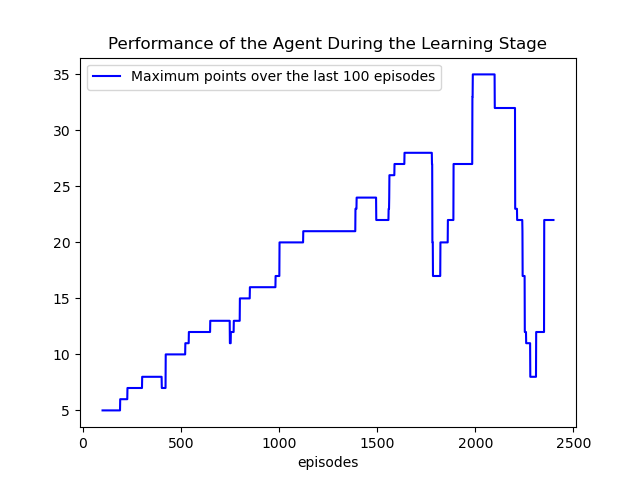 Performance of the Agent During the Learning Stage
Maximum points over the last 100 episodes
35
30
25
20
15
10
5
0 500 1000 1500 2000 2500
episodes